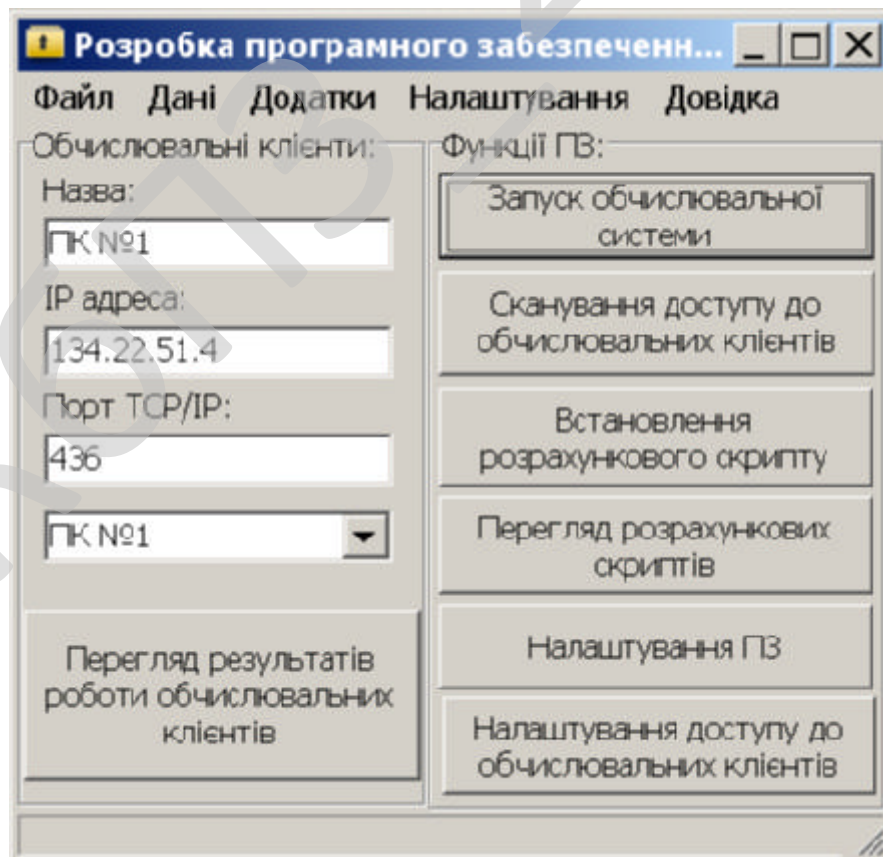 Розробка програмного забезпеченн...
Файл Дані Додатки Налаштування Довідка
Обчислювальні клієнти:
Назва:
ПК №1
IP адреса:
134.22.51.4
Порт TCP/IP:
436
ПК №1
Перегляд результатів
роботи обчислювальних
клієнтів
Функції ПЗ:
Запуск обчислювальної
системи
Сканування доступу до
обчислювальних клієнтів
Встановлення
розрахункового скрипту
Перегляд розрахункових
скриптів
Налаштування ПЗ
Налаштування доступу до
обчислювальних клієнтів